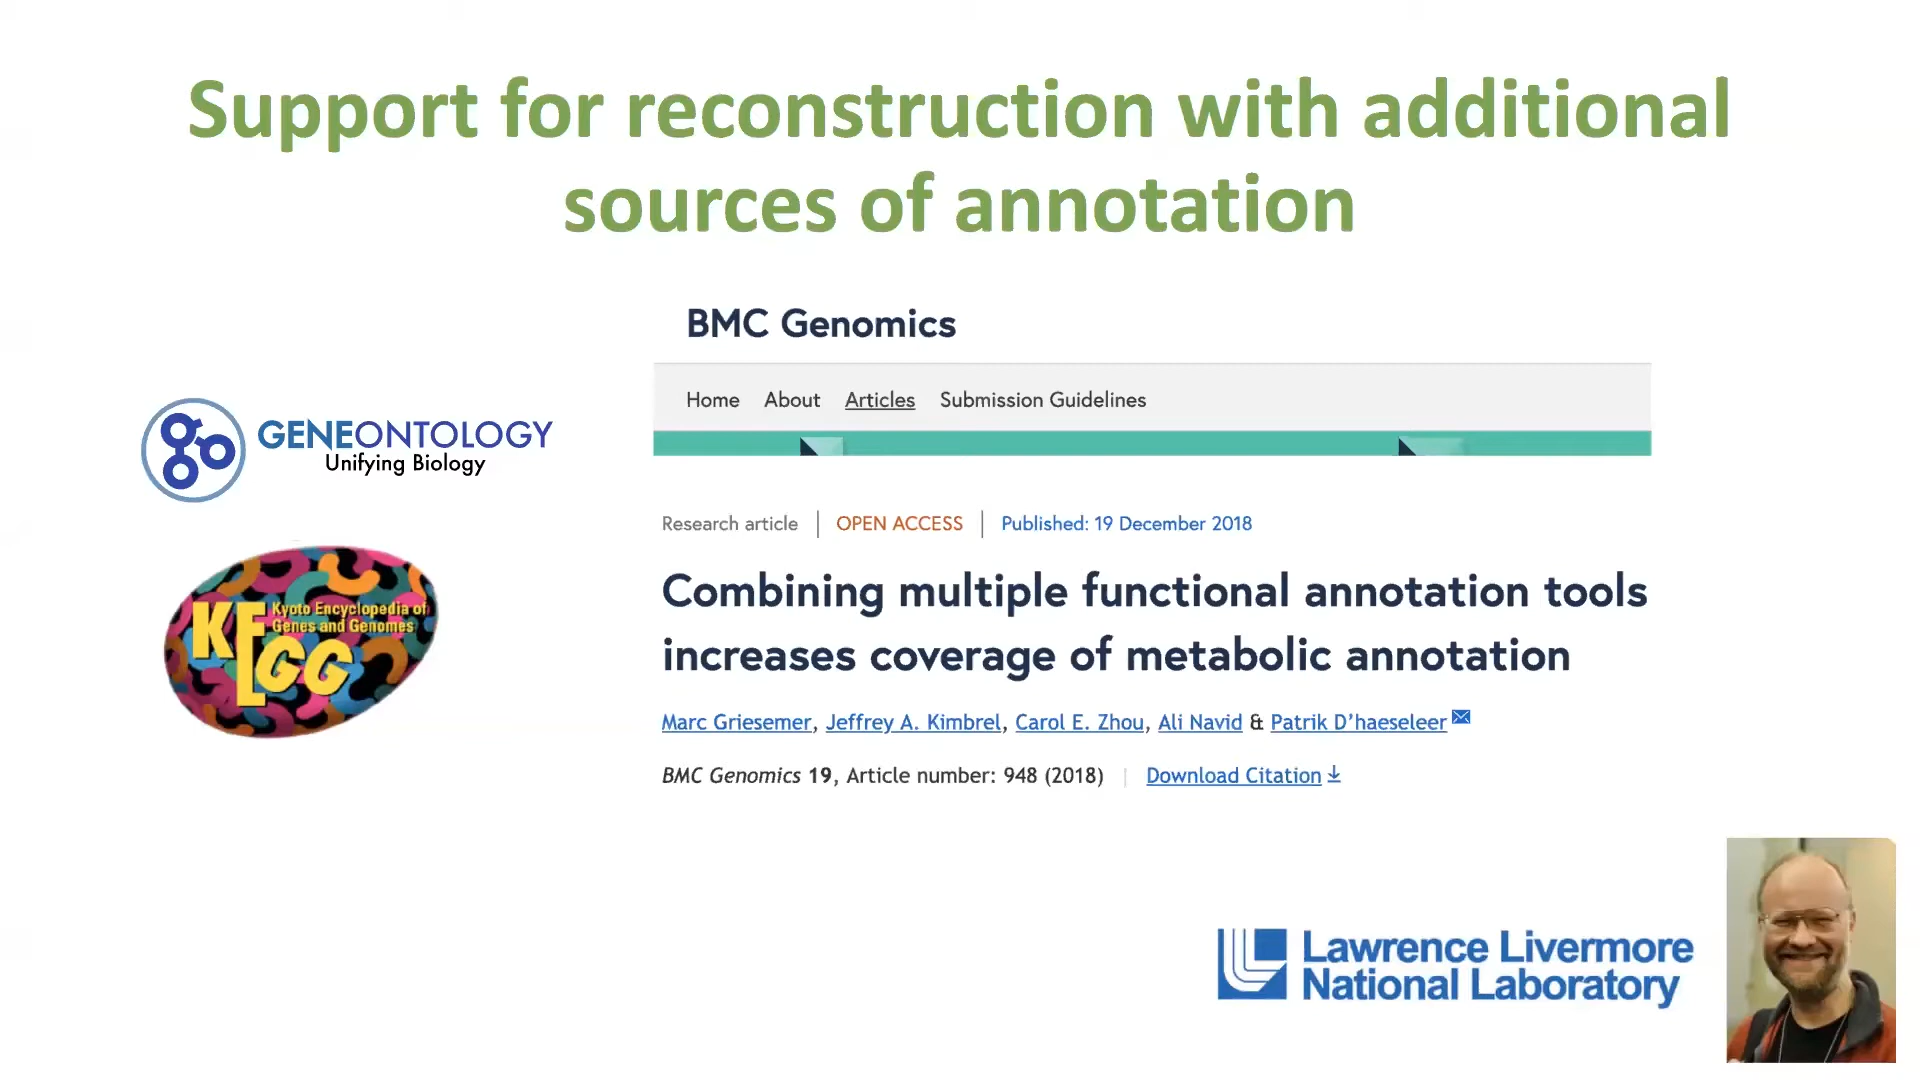 Support for reconstruction with additional
sources of annotation
BMC Genomics
Home About Articles Submission Guidelines
GENEONTOLOGY
Unifying Biology
Research article | OPEN ACCESS | Published: 19 December 2018
Combining multiple functional annotation tools
increases coverage of metabolic annotation
KEGG
Kyoto Encyclopedia of
Genes and Genomes
Marc Griesemer, Jeffrey A. Kimbrel, Carol E. Zhou, Ali Navid & Patrik D’haeseleer
BMC Genomics 19, Article number: 948 (2018) | Download Citation
Lawrence Livermore
National Laboratory